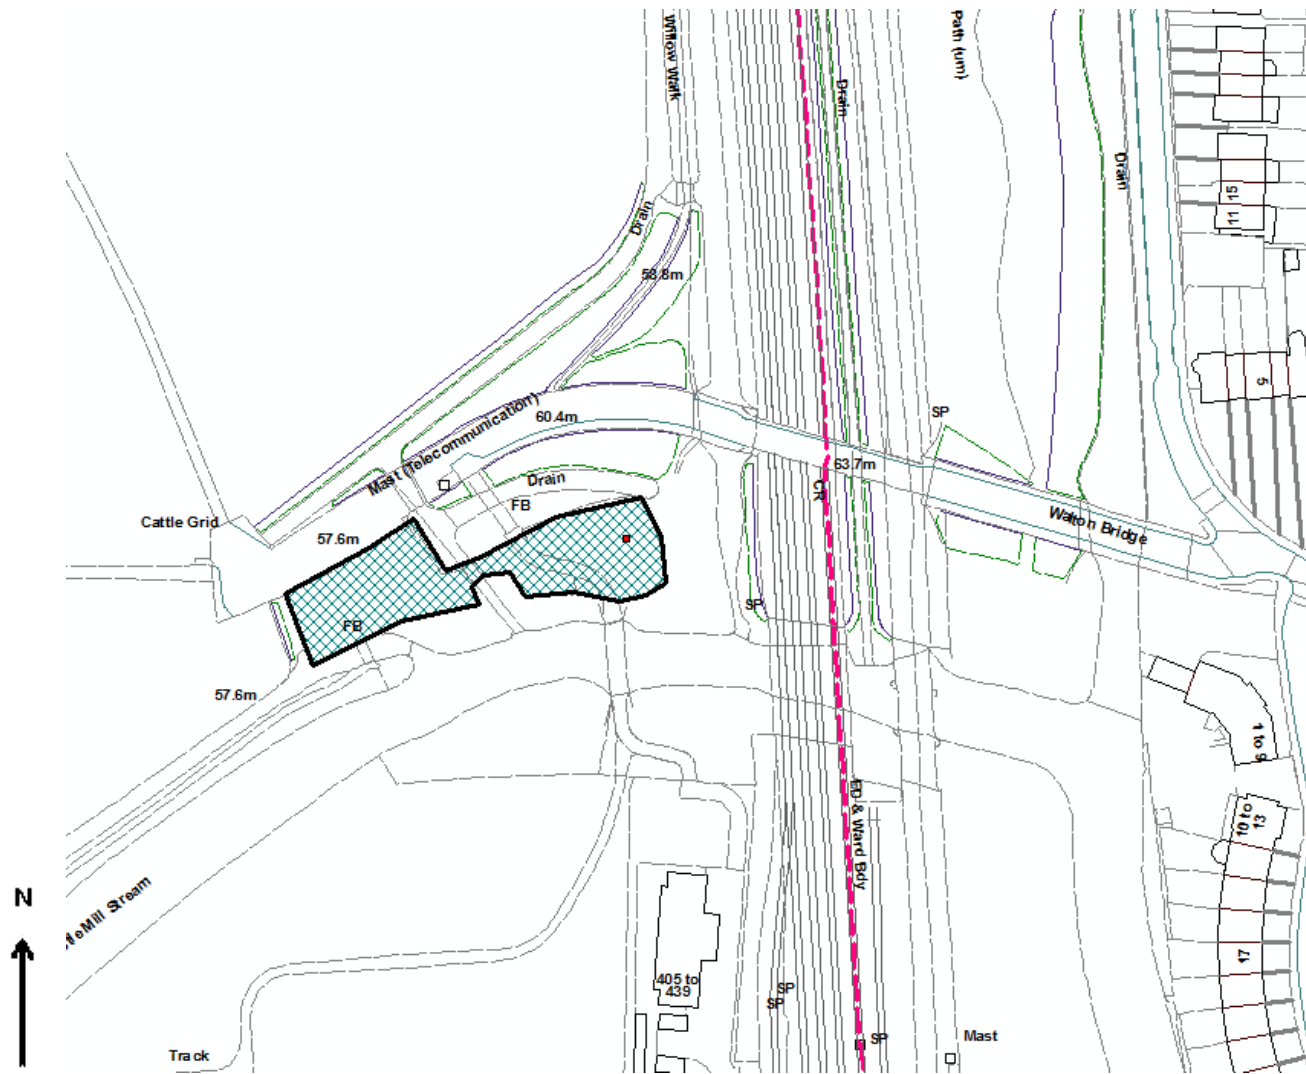 Willow Walk
Path (um)
Drain
Drain
15
11
Drain
58.8m
5
Mast (Telecommunication)
60.4m
SP
63.7m
CR
Drain
FB
Cattle Grid
57.6m
Walton Bridge
SP
FB
57.6m
1 to 9
ED & Ward Bdy
10 to
13
N
Mill Stream
17
405 to
439
SP
SP
SP
Mast
Track